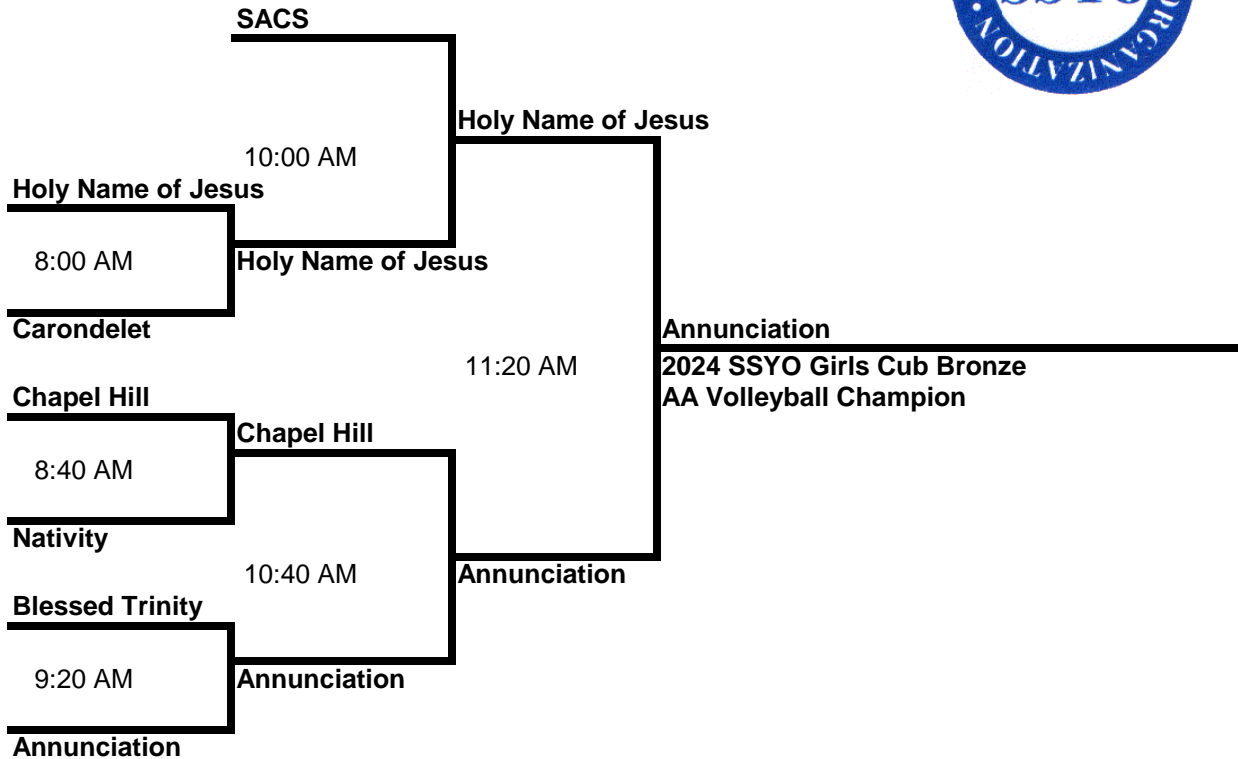 SACS
ORGANIZATION
Holy Name of Jesus
10:00 AM
Holy Name of Jesus
8:00 AM
Holy Name of Jesus
Carondelet
Annunciation
11:20 AM
2024 SSYO Girls Cub Bronze
Chapel Hill
AA Volleyball Champion
Chapel Hill
8:40 AM
Nativity
10:40 AM
Annunciation
Blessed Trinity
9:20 AM
Annunciation
Annunciation